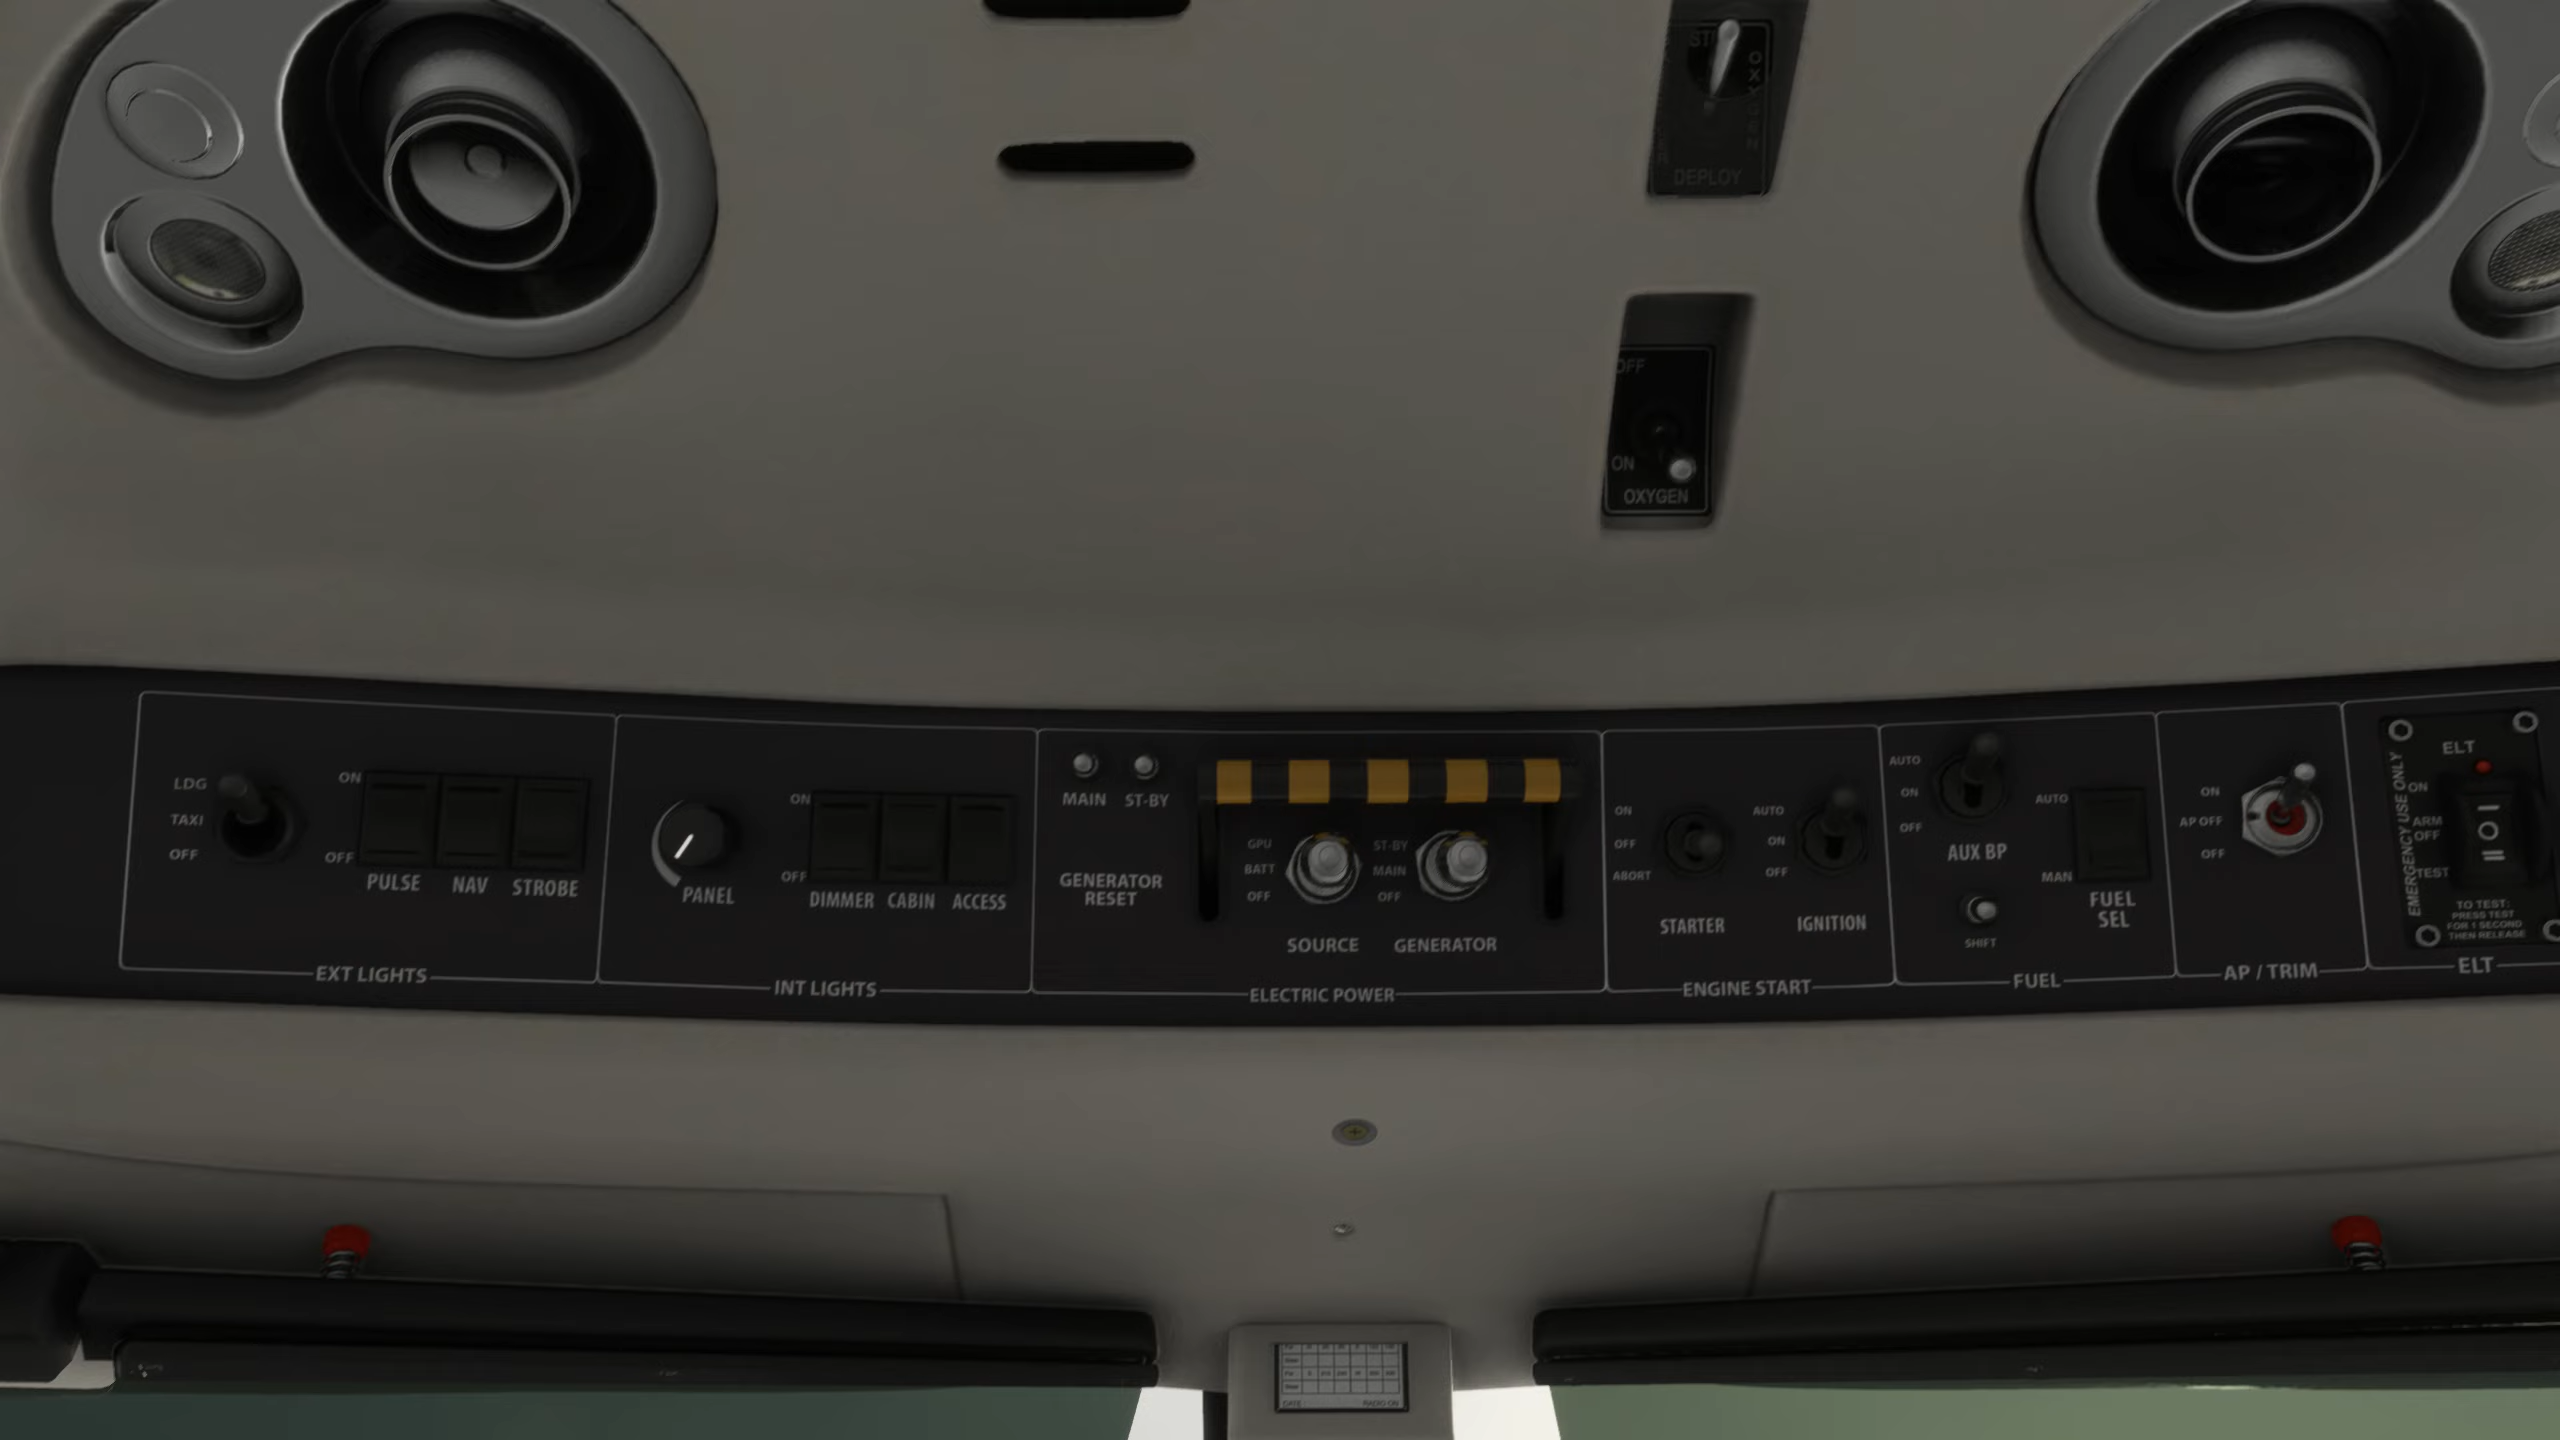 OXYGEN
DEPLOY
OFF
ON
OXYGEN
LDG
TAXI
OFF
ON
OFF
PULSE
NAV
STROBE
EXT LIGHTS
PANEL
ON
OFF
DIMMER
CABIN
ACCESS
INT LIGHTS
MAIN
ST-BY
GENERATOR
RESET
GPU
BATT
OFF
SOURCE
ST-BY
MAIN
OFF
GENERATOR
ELECTRIC POWER
ON
OFF
ABORT
STARTER
AUTO
ON
OFF
IGNITION
ENGINE START
AUTO
ON
OFF
AUX BP
SHIFT
AUTO
MAN
FUEL
SEL
FUEL
ON
AP OFF
OFF
AP / TRIM
EMERGENCY USE ONLY
ELT
ON
ARM
OFF
TEST
TO TEST:
PRESS TEST
FOR 1 SECOND
THEN RELEASE
ELT
DATE
RADIO ON